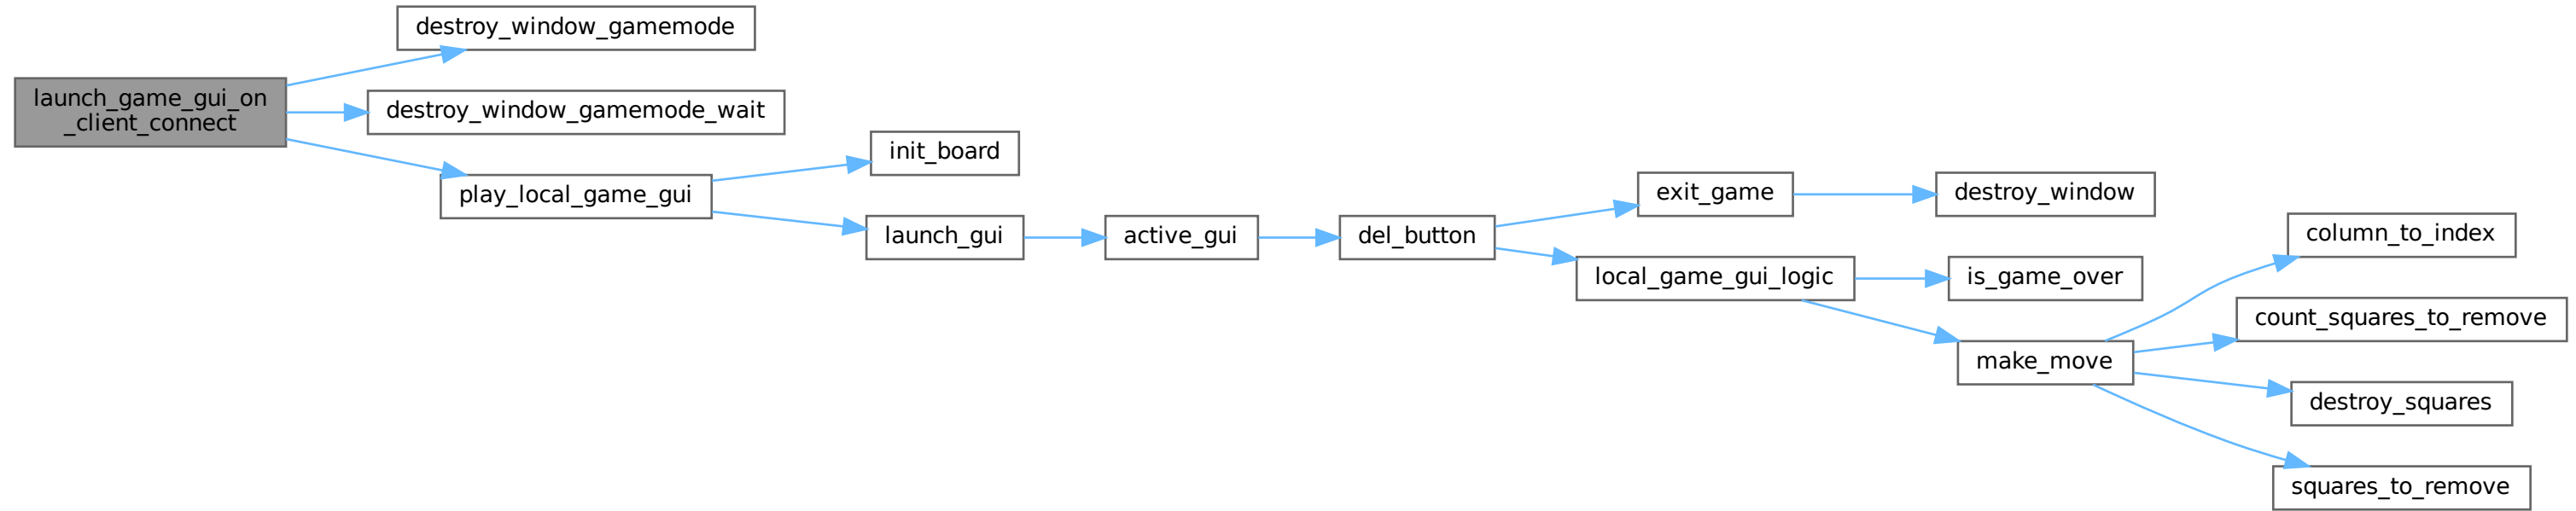 launch_game_gui_on
_client_connect
destroy_window_gamemode
destroy_window_gamemode_wait
play_local_game_gui
init_board
launch_gui
active_gui
del_button
exit_game
destroy_window
local_game_gui_logic
is_game_over
make_move
column_to_index
count_squares_to_remove
destroy_squares
squares_to_remove